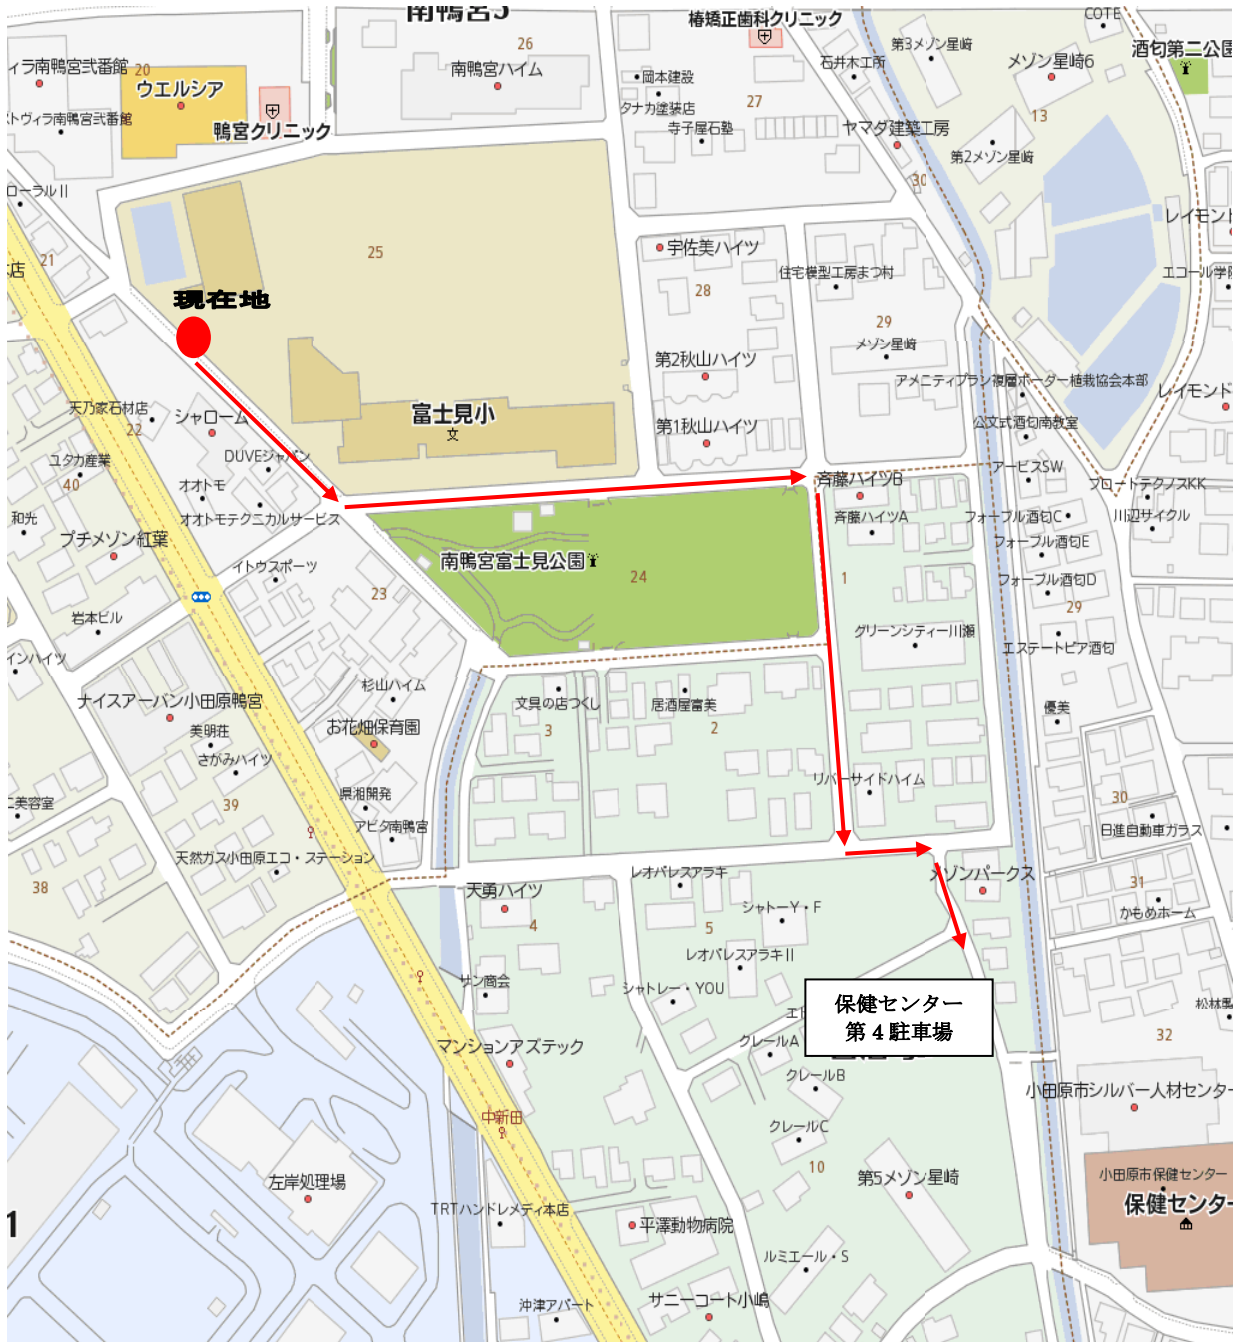 南鴨宮3
椿矯正歯科クリニック
COTE
26
第3メゾン星崎
酒匂第二公園
ィラ南鴨宮弐番館
20
ウエルシア
南鴨宮ハイム
岡本建設
石井木工所
メゾン星崎6
タナカ塗装店
27
トヴィラ南鴨宮弐番館
鴨宮クリニック
寺子屋石塾
ヤマダ建築工房
13
第2メゾン星崎
30
ローラルⅡ
レイモンド
25
21
宇佐美ハイツ
店
住宅模型工房まつ村
エコール学院
現在地
28
29
メゾン星崎
第2秋山ハイツ
アメニティプラン複層ボーダー植栽協会本部
レイモンド
天乃家石材店
シャローム
富士見小
文
第1秋山ハイツ
公文式酒匂南教室
22
DUVEジャパン
ユタカ産業
アービスSW
40
オオトモ
斉藤ハイツB
フロートテクノスKK
和光
オオトモテクニカルサービス
斉藤ハイツA
フォーブル酒匂C
川辺サイクル
プチメゾン紅葉
フォーブル酒匂E
イトウスポーツ
南鴨宮富士見公園
24
1
フォーブル酒匂D
23
29
岩本ビル
グリーンシティー川瀬
エステートピア酒匂
インハイツ
杉山ハイム
ナイスアーバン小田原鴨宮
文具の店つくし
居酒屋富美
優美
美明荘
お花畑保育園
3
2
さがみハイツ
リバーサイドハイム
県湘開発
30
ニ美容室
39
アビタ南鴨宮
日進自動車ガラス
天然ガス小田原エコ・ステーション
38
レオパレスアラキ
メゾンパークス
31
天勇ハイツ
シャトーY・F
かもめホーム
4
5
レオパレスアラキⅡ
サン商会
シャトレー・YOU
保健センター
第4駐車場
32
マンションアズテック
クレールA
クレールB
小田原市シルバー人材センター
中新田
クレールC
10
左岸処理場
第5メゾン星崎
小田原市保健センター
保健センター
1
TRTハンドレメディ本店
平澤動物病院
ルミエール・S
沖津アパート
サニーコート小嶋